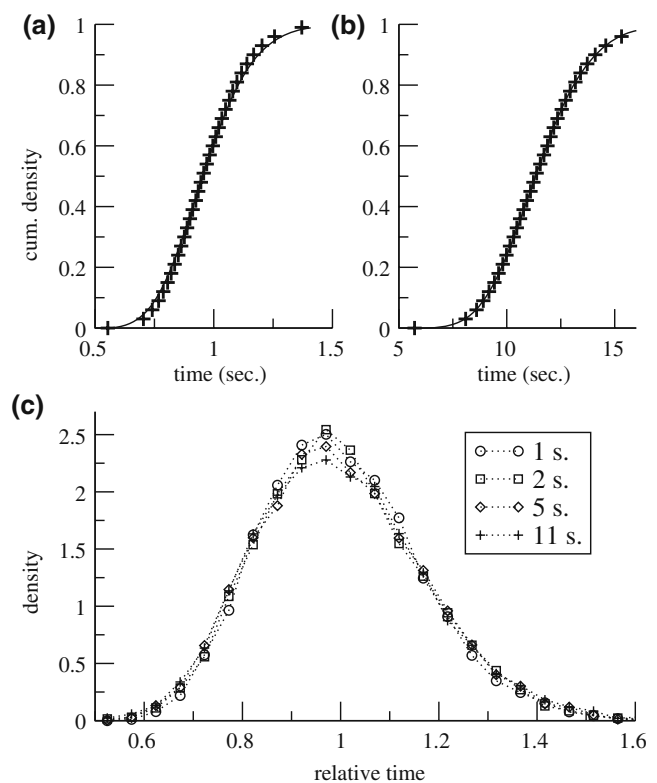 (a)
(b)
1
0.8
0.6
0.4
0.2
0
cum. density
0.5
1
1.5
time (sec.)
1
0.8
0.6
0.4
0.2
0
5
10
15
time (sec.)
(c)
2.5
2
1.5
1
0.5
0
density
0.6
0.8
1
1.2
1.4
1.6
relative time
1 s.
2 s.
5 s.
11 s.